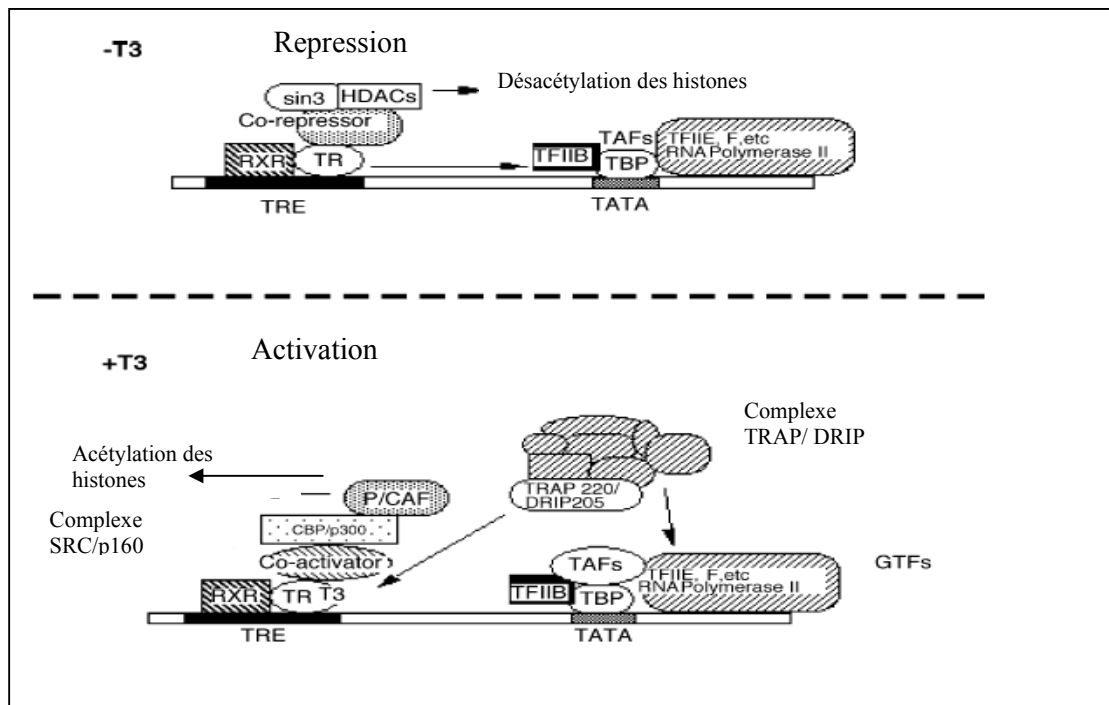 -T3
Repression
sin3 HDACs
Désacétylation des histones
Co-repressor
RXR TR
TFIIB
TAFs
TBP
TFIIE, F,etc
RNA Polymerase II
TRE
TATA
+T3
Activation
Complexe
TRAP/ DRIP
Acétylation des
histones
P/CAF
TRAP 220/
DRIP205
Complexe
SRC/p160
CBP/p300
Co-activator
RXR TR T3
TAFs
TFIIB
TBP
TFIIE, F,etc
RNA Polymerase II
GTFs
TRE
TATA